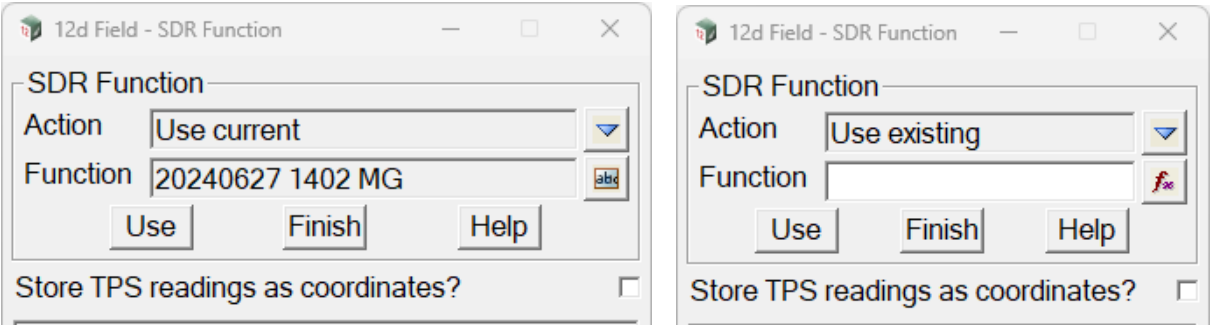 12d Field - SDR Function
SDR Function
Action Use current
Function 20240627 1402 MG abc
Use Finish Help
Store TPS readings as coordinates?
12d Field - SDR Function
SDR Function
Action Use existing
Function fx
Use Finish Help
Store TPS readings as coordinates?